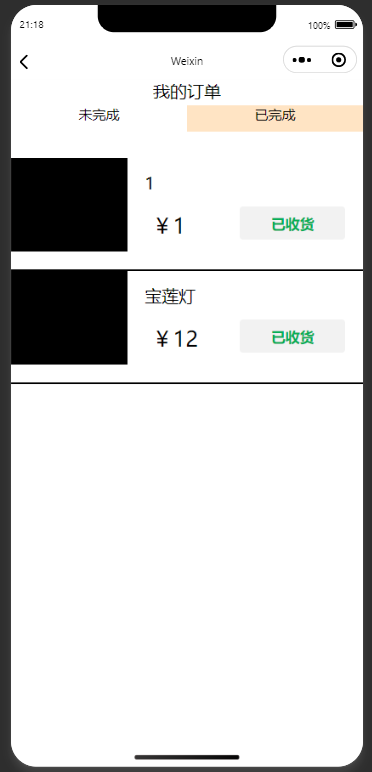 21:18 100%
Weixin
我的订单
未完成 已完成
1
￥1 已收货
宝莲灯
￥12 已收货